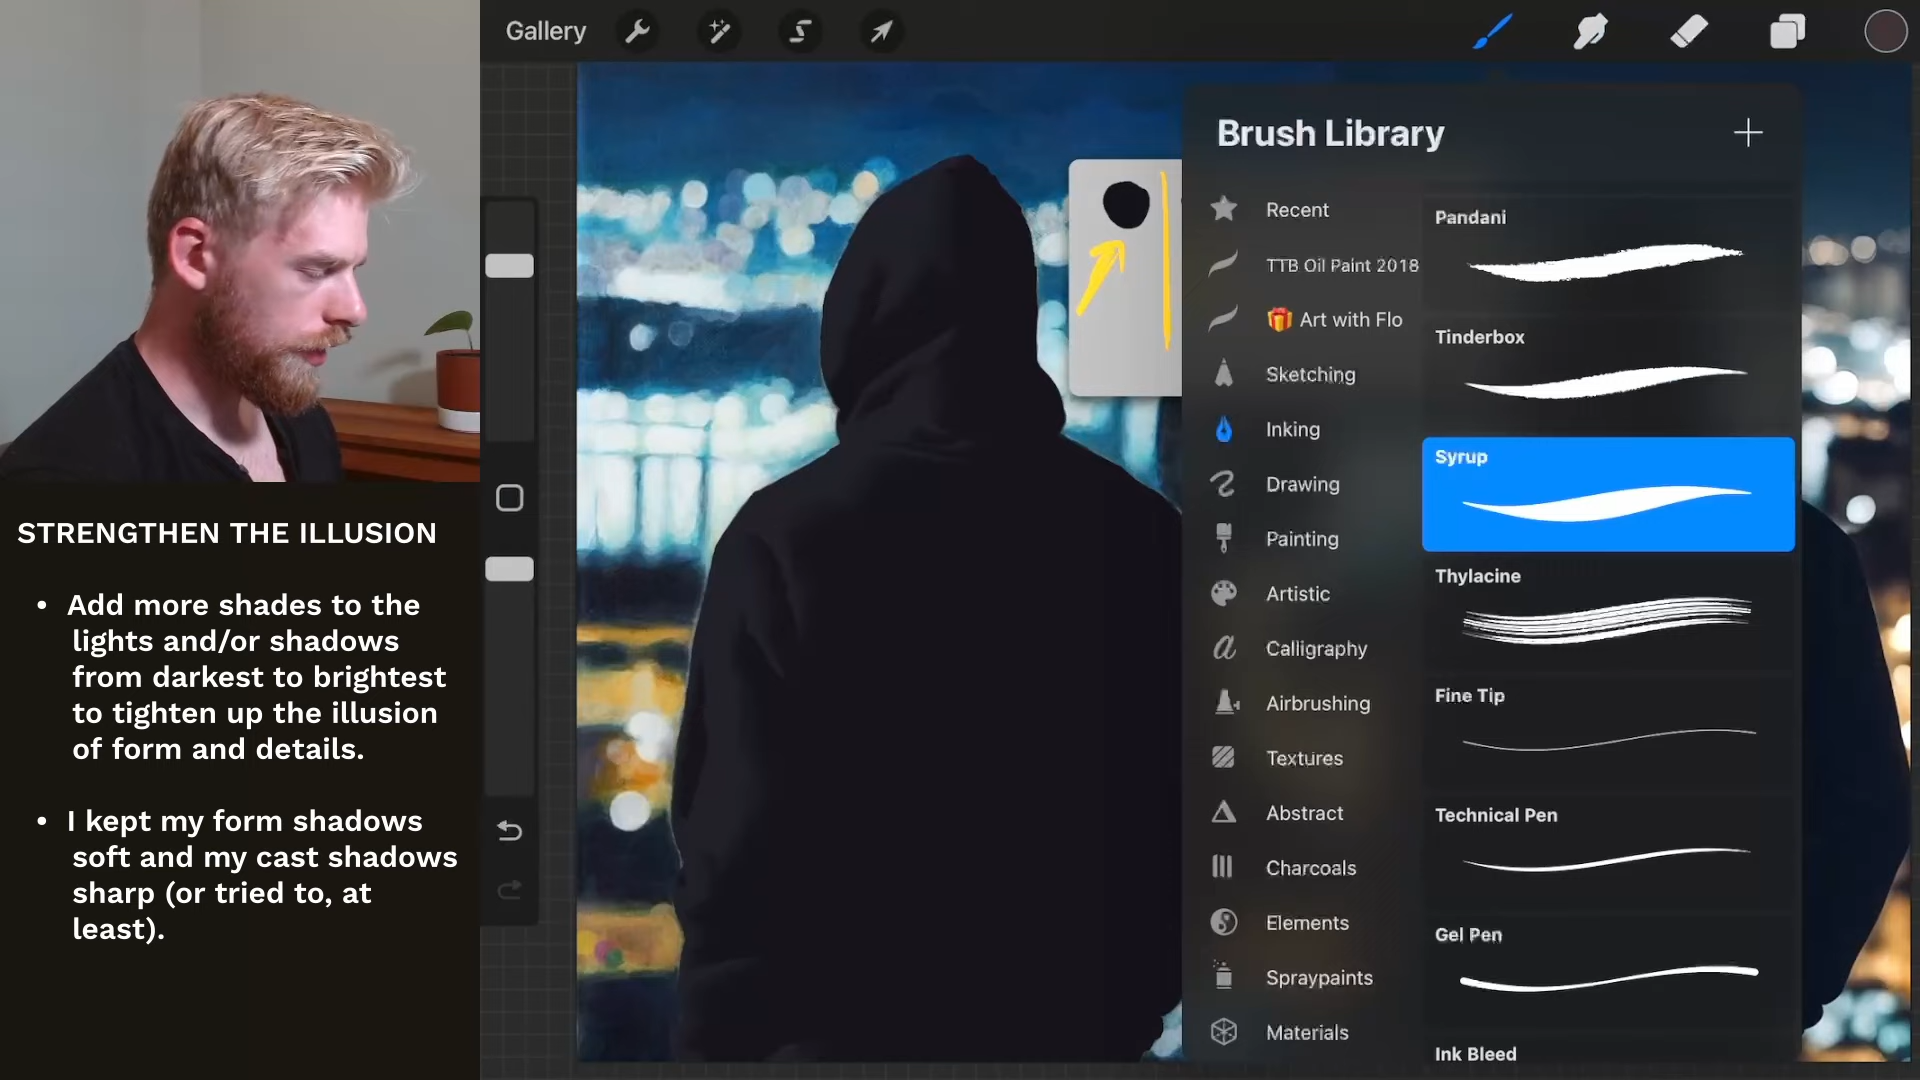 Gallery
Brush Library
Recent
TTB Oil Paint 2018
Art with Flo
Sketching
Inking
Drawing
Painting
Artistic
Calligraphy
Airbrushing
Textures
Abstract
Charcoals
Elements
Spraypaints
Materials
Pandani
Tinderbox
Syrup
Thylacine
Fine Tip
Technical Pen
Gel Pen
Ink Bleed
STRENGTHEN THE ILLUSION
• Add more shades to the
lights and/or shadows
from darkest to brightest
to tighten up the illusion
of form and details.
• I kept my form shadows
soft and my cast shadows
sharp (or tried to, at
least).